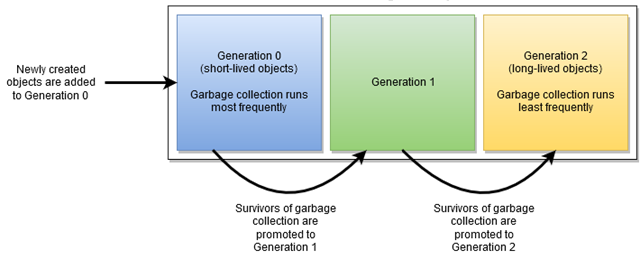 Newly created
objects are added
to Generation 0
Generation 0
(short-lived objects)
Garbage collection runs
most frequently
Generation 1
Generation 2
(long-lived objects)
Garbage collection runs
least frequently
Survivors of garbage
collection are
promoted to
Generation 1
Survivors of garbage
collection are
promoted to
Generation 2